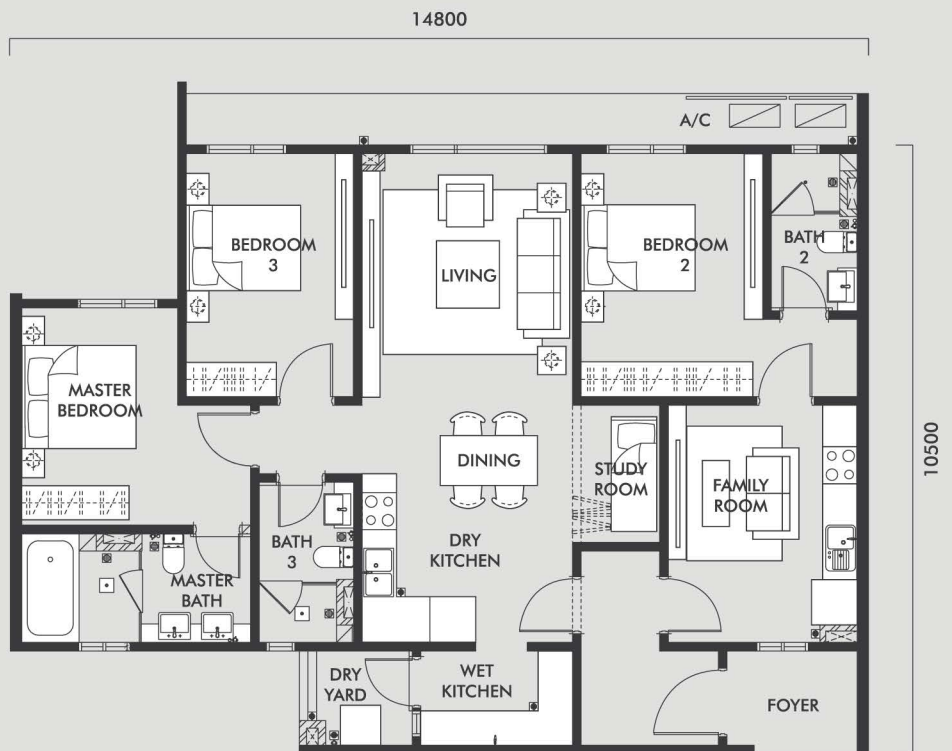 14800
A/C
BEDROOM
3
LIVING
BEDROOM
2
BATH
2
MASTER
BEDROOM
DINING
STUDY
ROOM
FAMILY
ROOM
10500
BATH
3
DRY
KITCHEN
MASTER
BATH
DRY
YARD
WET
KITCHEN
FOYER